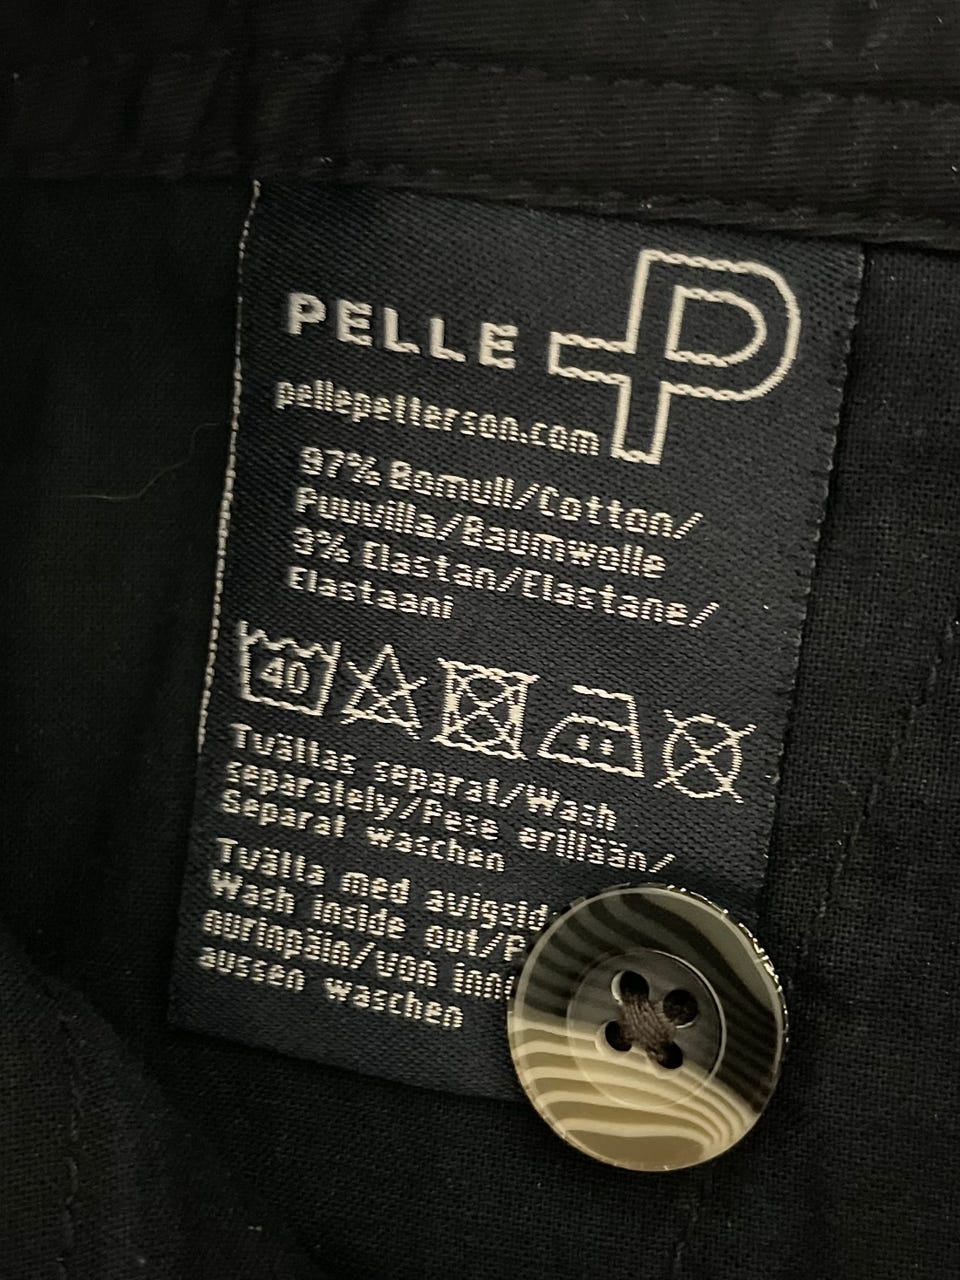 PELLE P
pellepetterson.com
97% Bomull/Cotton/
Puuvilla/Baumwolle
3% Elastan/Elastane/
Elastaani
40
Tvättas separat/Wash
separately/Pese erillään/
Separat waschen
Tvätta med avigsid
Wash inside out/P
nurinpäin/von inn
aussen waschen